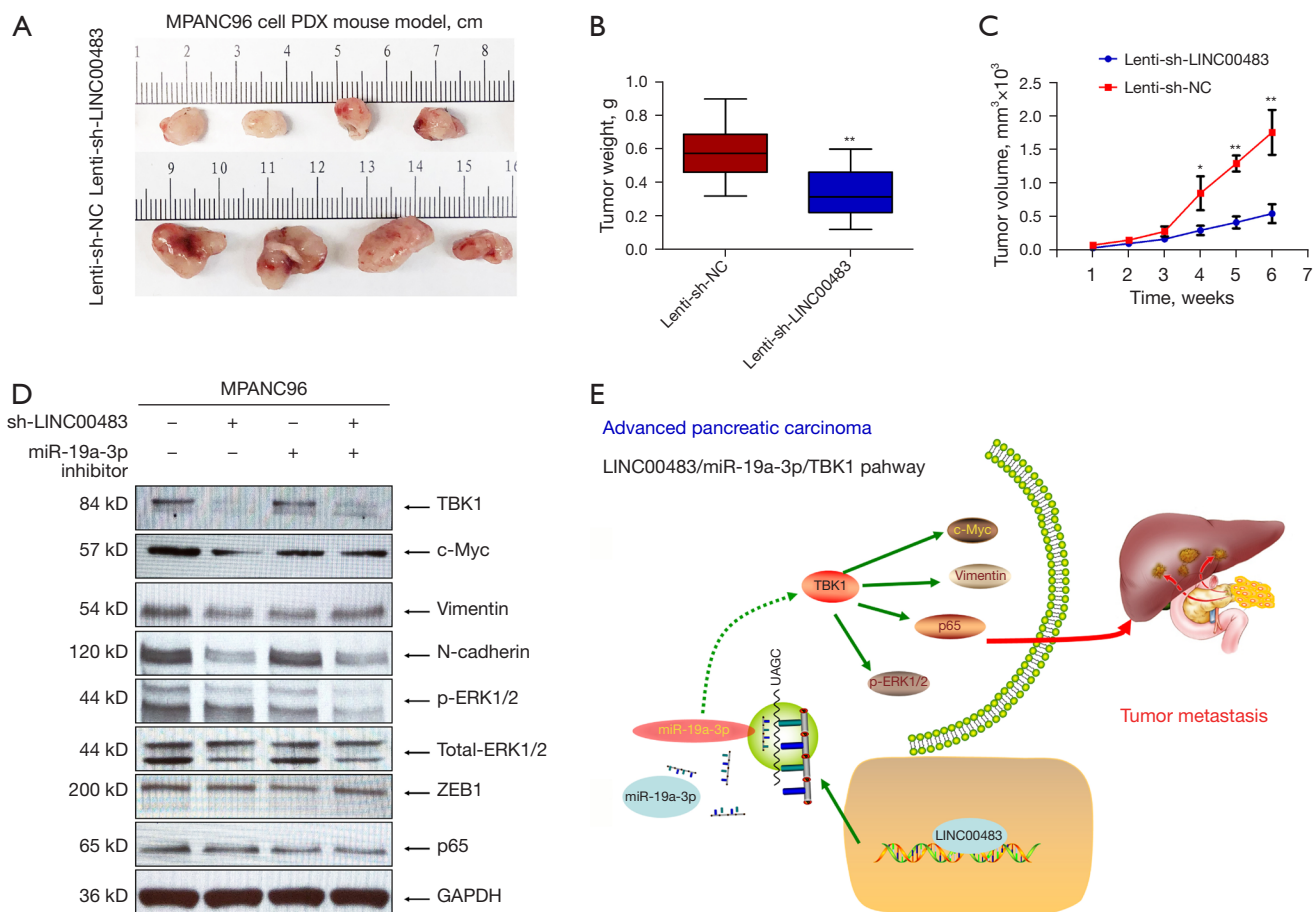 A
MPANC96 cell PDX mouse model, cm
Lenti-sh-LINC00483
1 2 3 4 5 6 7 8
Lenti-sh-NC
9 10 11 12 13 14 15 16
B
Tumor weight, g
1.0
0.8
0.6
0.4
0.2
0.0
**
Lenti-sh-NC
Lenti-sh-LINC00483
C
Lenti-sh-LINC00483
Lenti-sh-NC
Tumor volume, mm³×10³
2.5
2.0
1.5
1.0
0.5
0.0
* ** **
1 2 3 4 5 6 7
Time, weeks
D
MPANC96
sh-LINC00483 – + – +
miR-19a-3p inhibitor – – + +
84 kD TBK1
57 kD c-Myc
54 kD Vimentin
120 kD N-cadherin
44 kD p-ERK1/2
44 kD Total-ERK1/2
200 kD ZEB1
65 kD p65
36 kD GAPDH
E
Advanced pancreatic carcinoma
LINC00483/miR-19a-3p/TBK1 pahway
c-Myc
TBK1
Vimentin
p65
p-ERK1/2
UAGC
miR-19a-3p
miR-19a-3p
LINC00483
Tumor metastasis